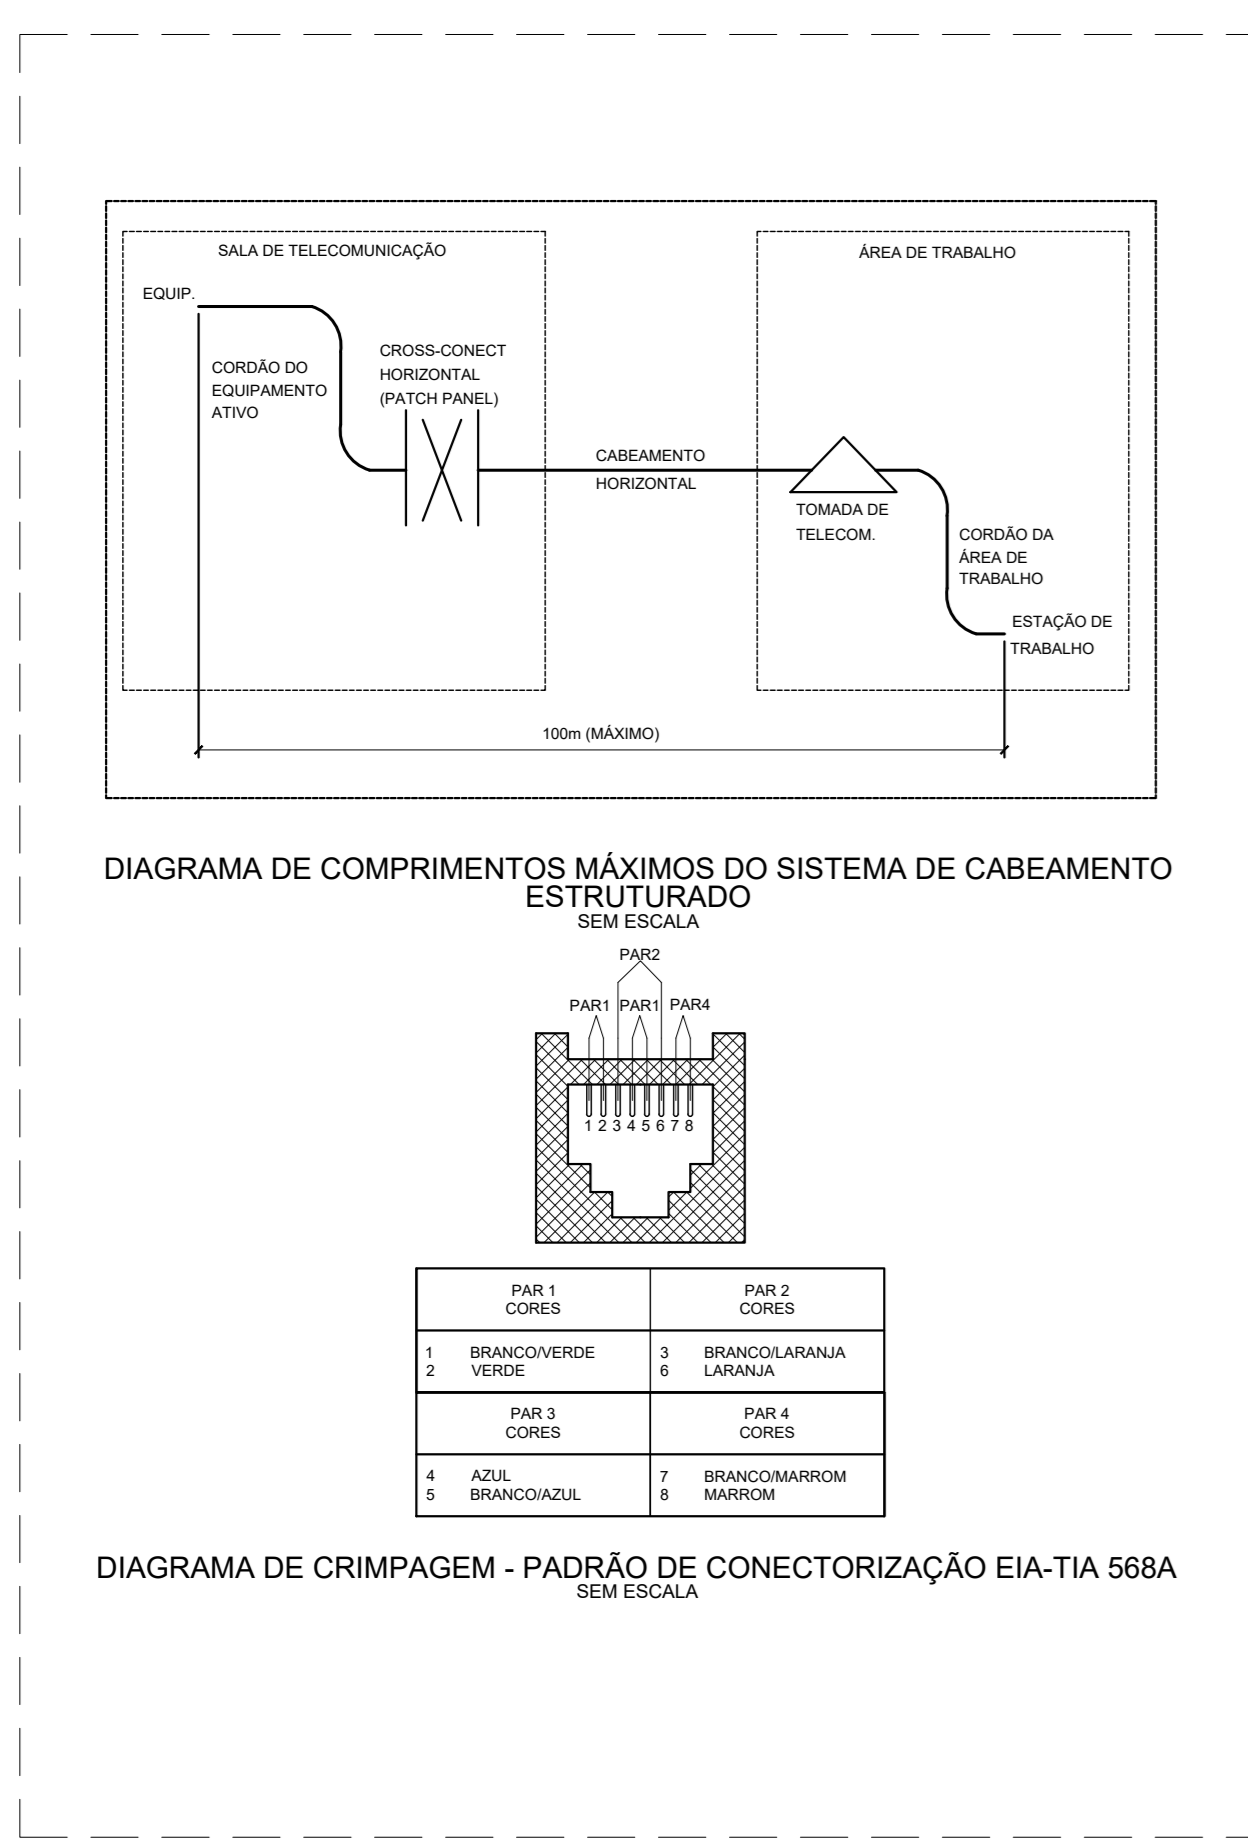 SALA DE TELECOMUNICAÇÃO
ÁREA DE TRABALHO
EQUIP.
CORDÃO DO
EQUIPAMENTO
ATIVO
CROSS-CONECT
HORIZONTAL
(PATCH PANEL)
CABEAMENTO
HORIZONTAL
TOMADA DE
TELECOM.
CORDÃO DA
ÁREA DE
TRABALHO
ESTAÇÃO DE
TRABALHO
100m (MÁXIMO)
DIAGRAMA DE COMPRIMENTOS MÁXIMOS DO SISTEMA DE CABEAMENTO
ESTRUTURADO
SEM ESCALA
PAR2
PAR1 PAR1 PAR4
1 2 3 4 5 6 7 8
PAR 1
CORES
PAR 2
CORES
1 BRANCO/VERDE
2 VERDE
3 BRANCO/LARANJA
6 LARANJA
PAR 3
CORES
PAR 4
CORES
4 AZUL
5 BRANCO/AZUL
7 BRANCO/MARROM
8 MARROM
DIAGRAMA DE CRIMPAGEM - PADRÃO DE CONECTORIZAÇÃO EIA-TIA 568A
SEM ESCALA